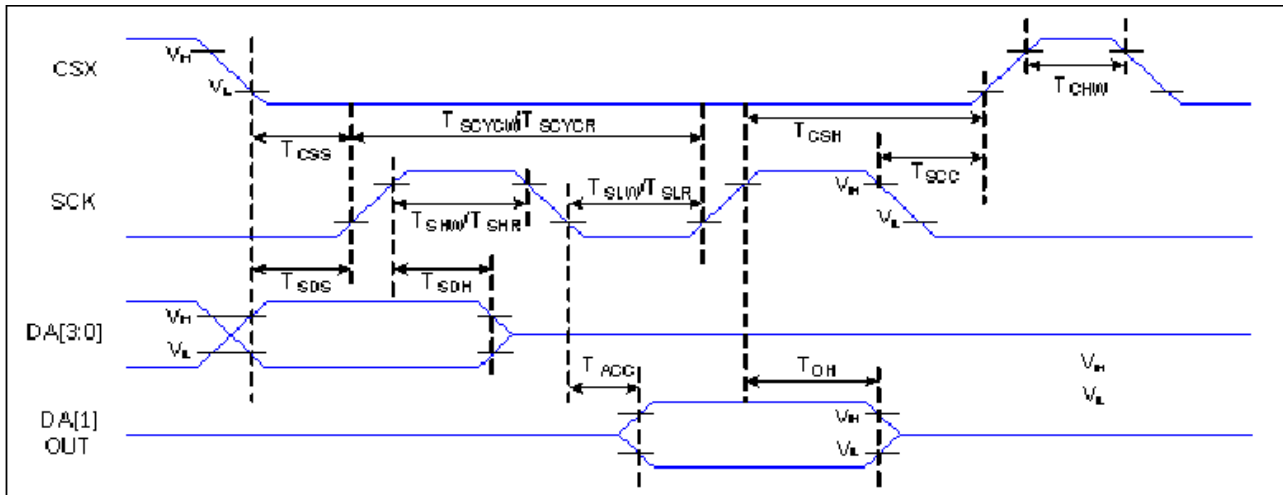 CSX
VIH
VIL
TCHW
TSCYCW/TSCYCR
TCSS
TCSH
TSCC
SCK
TSLW/TSLR
VIH
TSHW/TSHR
VIL
TSDS
TSDH
DA[3:0]
VIH
VIL
TACC
TOH
VIH
VIL
DA[1]
OUT
VIH
VIL